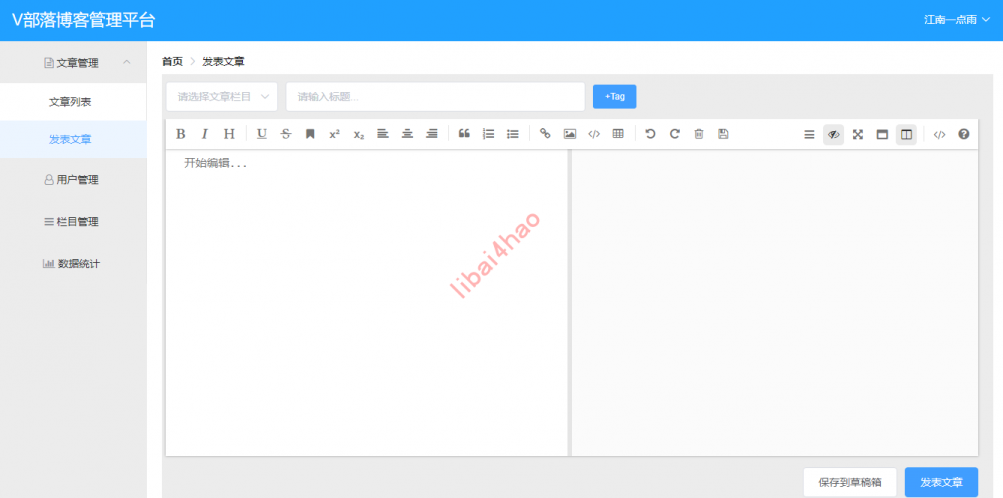 V部落博客管理平台
江南一点雨
文章管理
文章列表
发表文章
用户管理
栏目管理
数据统计
首页 > 发表文章
请选择文章栏目
请输入标题...
+Tag
B I H U S x² x₂
开始编辑...
libai4hao
保存到草稿箱
发表文章